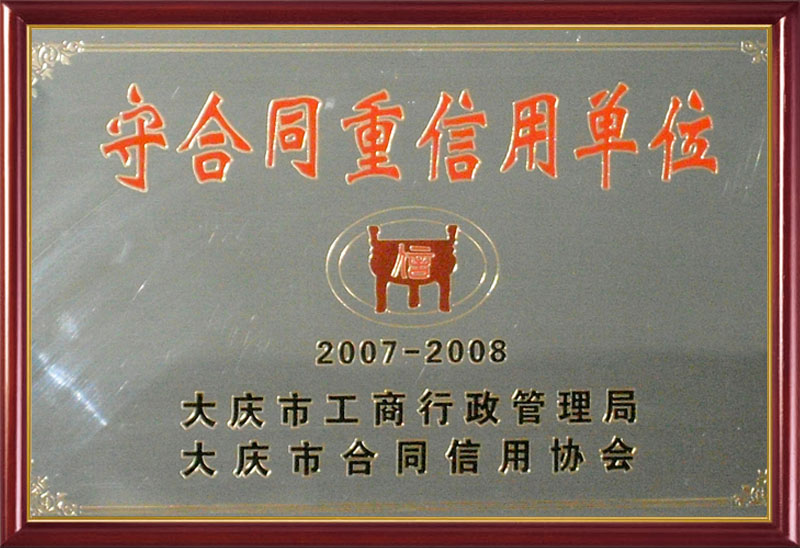 守合同重信用单位
信
2007-2008
大庆市工商行政管理局
大庆市合同信用协会